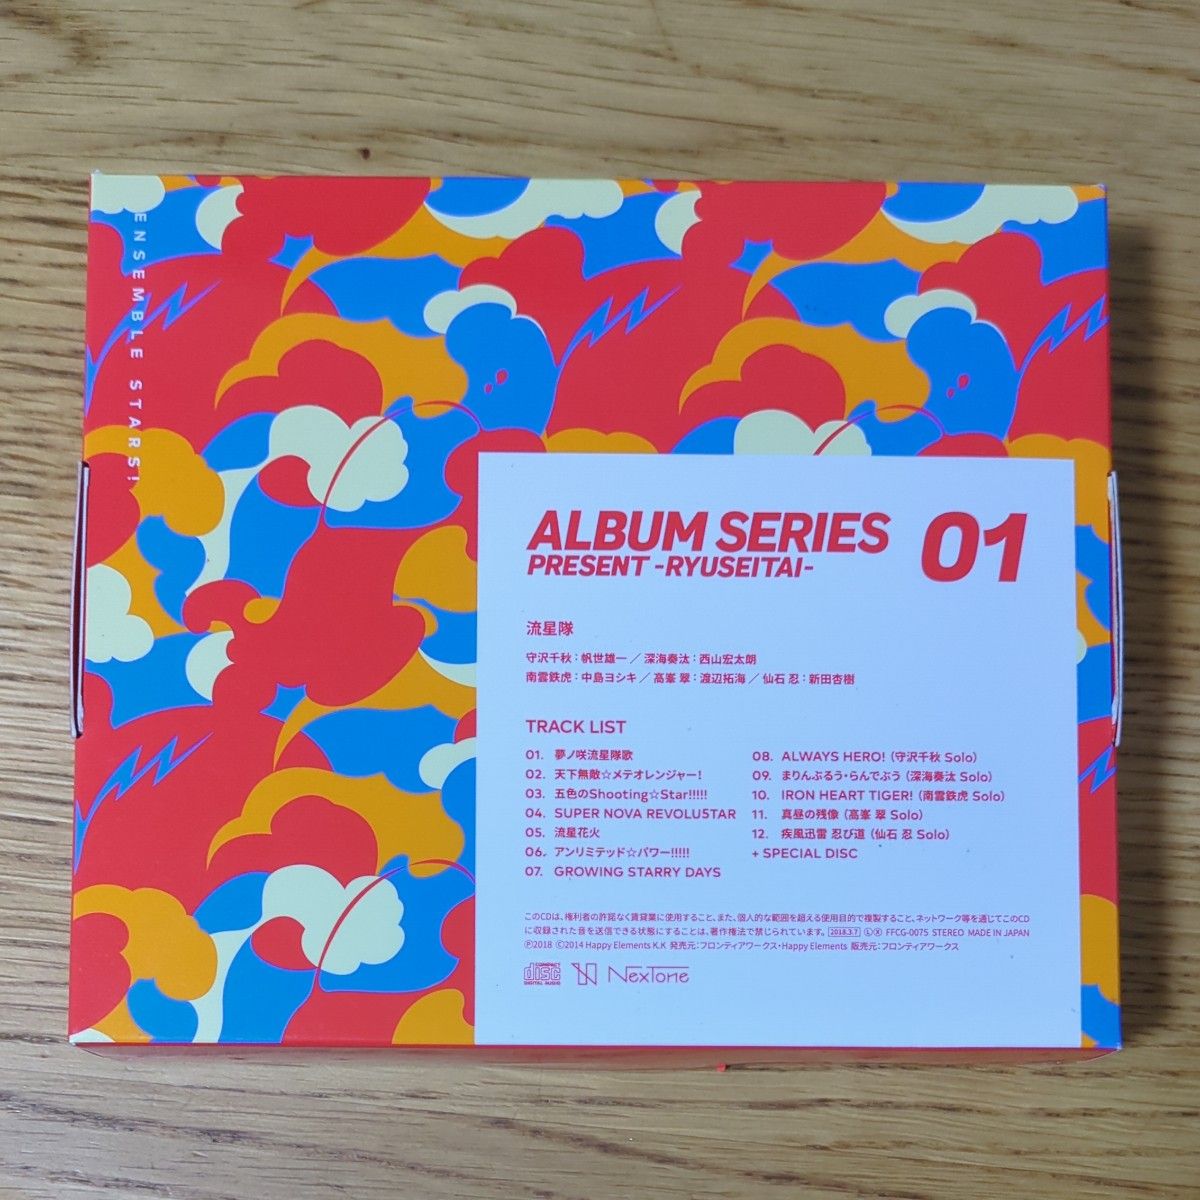 ENSEMBLE STARS!
ALBUM SERIES 01
PRESENT -RYUSEITAI-
流星隊
守沢千秋：帆世雄一 ／ 深海奏汰：西山宏太朗
南雲鉄虎：中島ヨシキ ／ 高峯 翠：渡辺拓海 ／ 仙石 忍：新田杏樹
TRACK LIST
01. 夢ノ咲流星隊歌
02. 天下無敵☆メテオレンジャー!
03. 五色のShooting☆Star!!!!!
04. SUPER NOVA REVOLU5TAR
05. 流星花火
06. アンリミテッド☆パワー!!!!!
07. GROWING STARRY DAYS
08. ALWAYS HERO! (守沢千秋 Solo)
09. まりんぶるう・らんでぶう (深海奏汰 Solo)
10. IRON HEART TIGER! (南雲鉄虎 Solo)
11. 真昼の残像 (高峯 翠 Solo)
12. 疾風迅雷 忍び道 (仙石 忍 Solo)
+ SPECIAL DISC
このCDは、権利者の許諾なく賃貸業に使用すること、また、個人的な範囲を超える使用目的で複製すること、ネットワーク等を通じてこのCD
に収録された音を送信できる状態にすることは、著作権法で禁じられています。 2018.3.7 Ⓛ Ⓧ FFCG-0075 STEREO MADE IN JAPAN
Ⓟ2018 Ⓒ2014 Happy Elements K.K 発売元：フロンティアワークス・Happy Elements 販売元：フロンティアワークス
COMPACT disc DIGITAL AUDIO NexTone